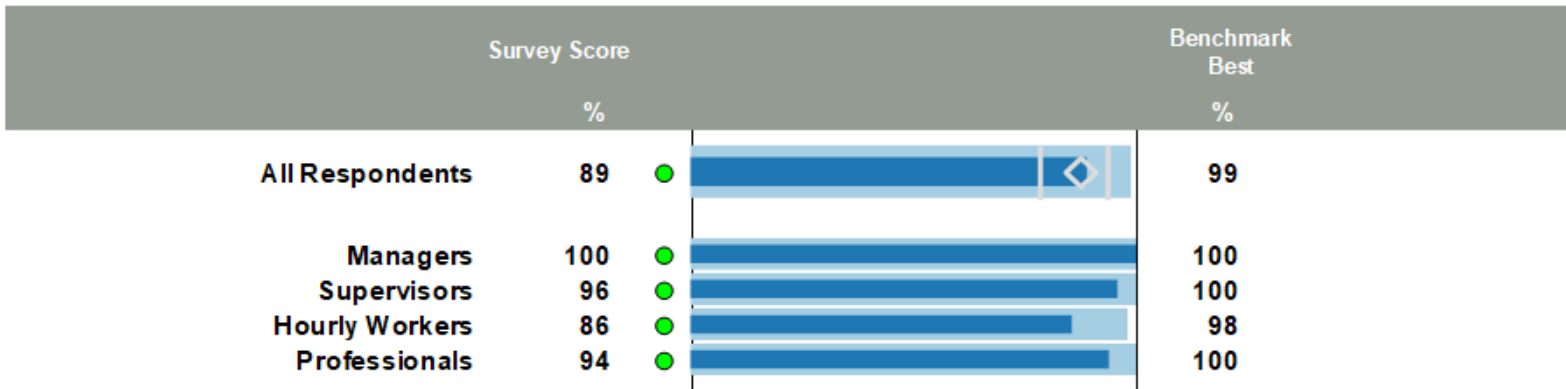 Survey Score
Benchmark
Best
% %
All Respondents 89 99
Managers 100 100
Supervisors 96 100
Hourly Workers 86 98
Professionals 94 100